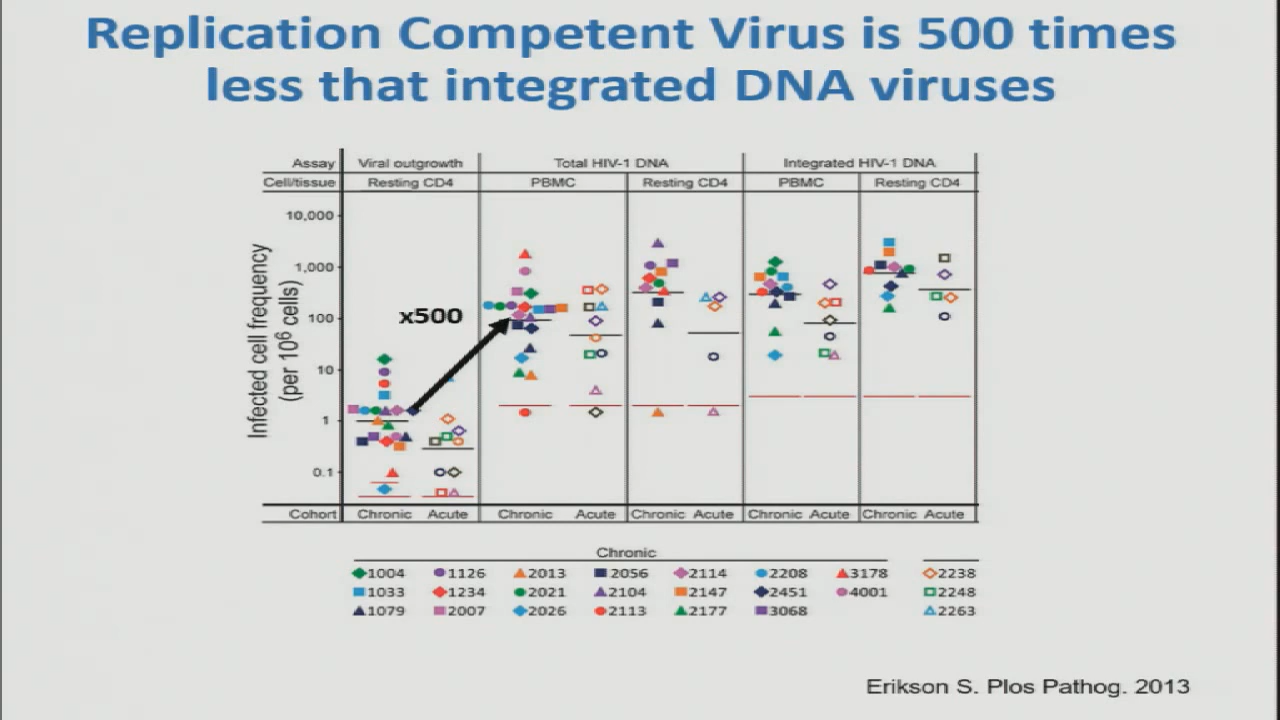 Replication Competent Virus is 500 times
less that integrated DNA viruses
Assay Viral outgrowth Total HIV-1 DNA Integrated HIV-1 DNA
Cell/tissue Resting CD4 PBMC Resting CD4 PBMC Resting CD4
Infected cell frequency
(per 10⁶ cells)
10,000
1,000
100
10
1
0.1
x500
Cohort Chronic Acute Chronic Acute Chronic Acute Chronic Acute Chronic Acute
Chronic
1004 1126 2013 2056 2114 2208 3178 2238
1033 1234 2021 2104 2147 2451 4001 2248
1079 2007 2026 2113 2177 3068 2263
Erikson S. Plos Pathog. 2013